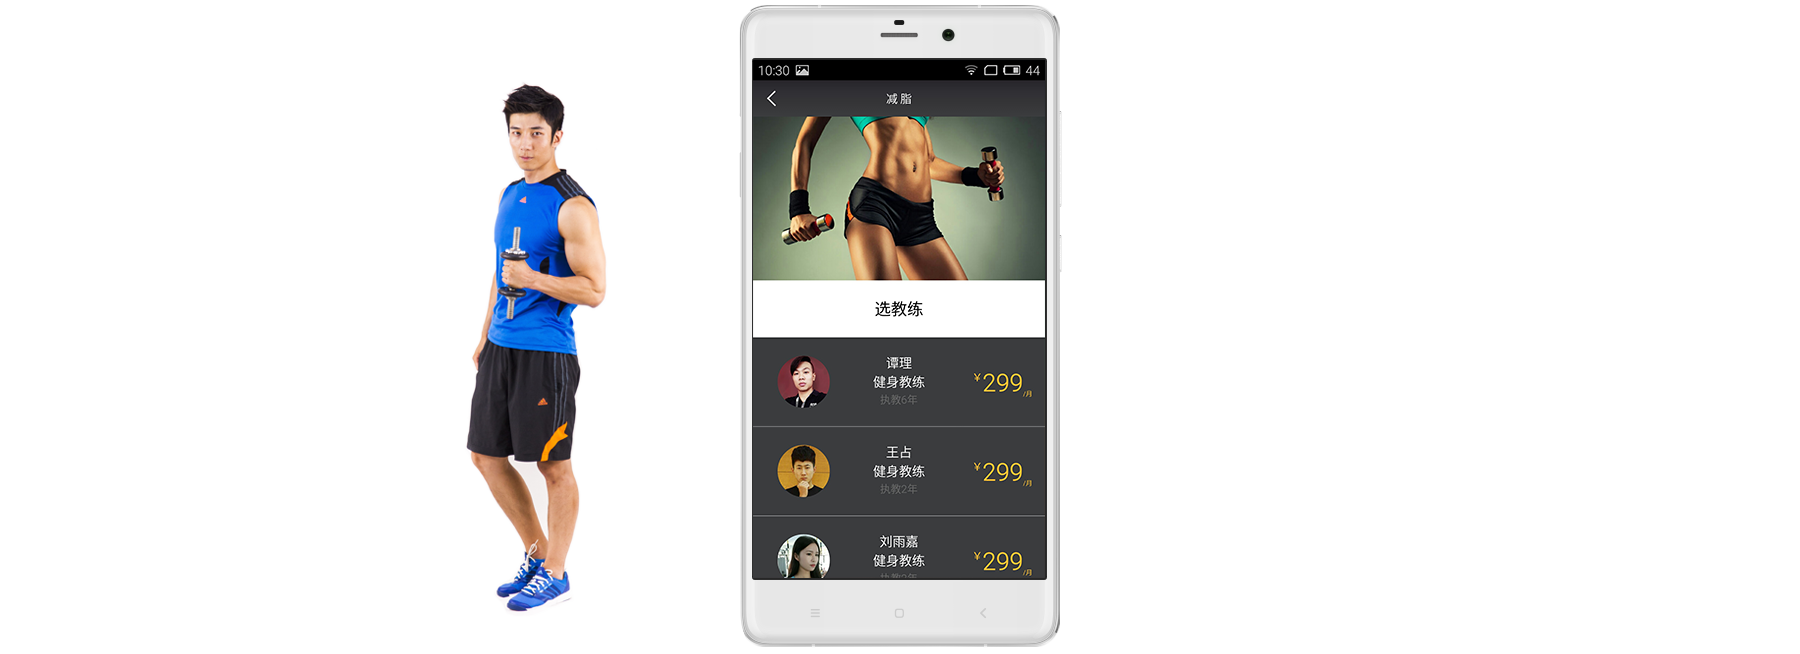 10:30
44
减脂
选教练
谭理
健身教练
执教6年
¥299/月
王占
健身教练
执教2年
¥299/月
刘雨嘉
健身教练
¥299/月